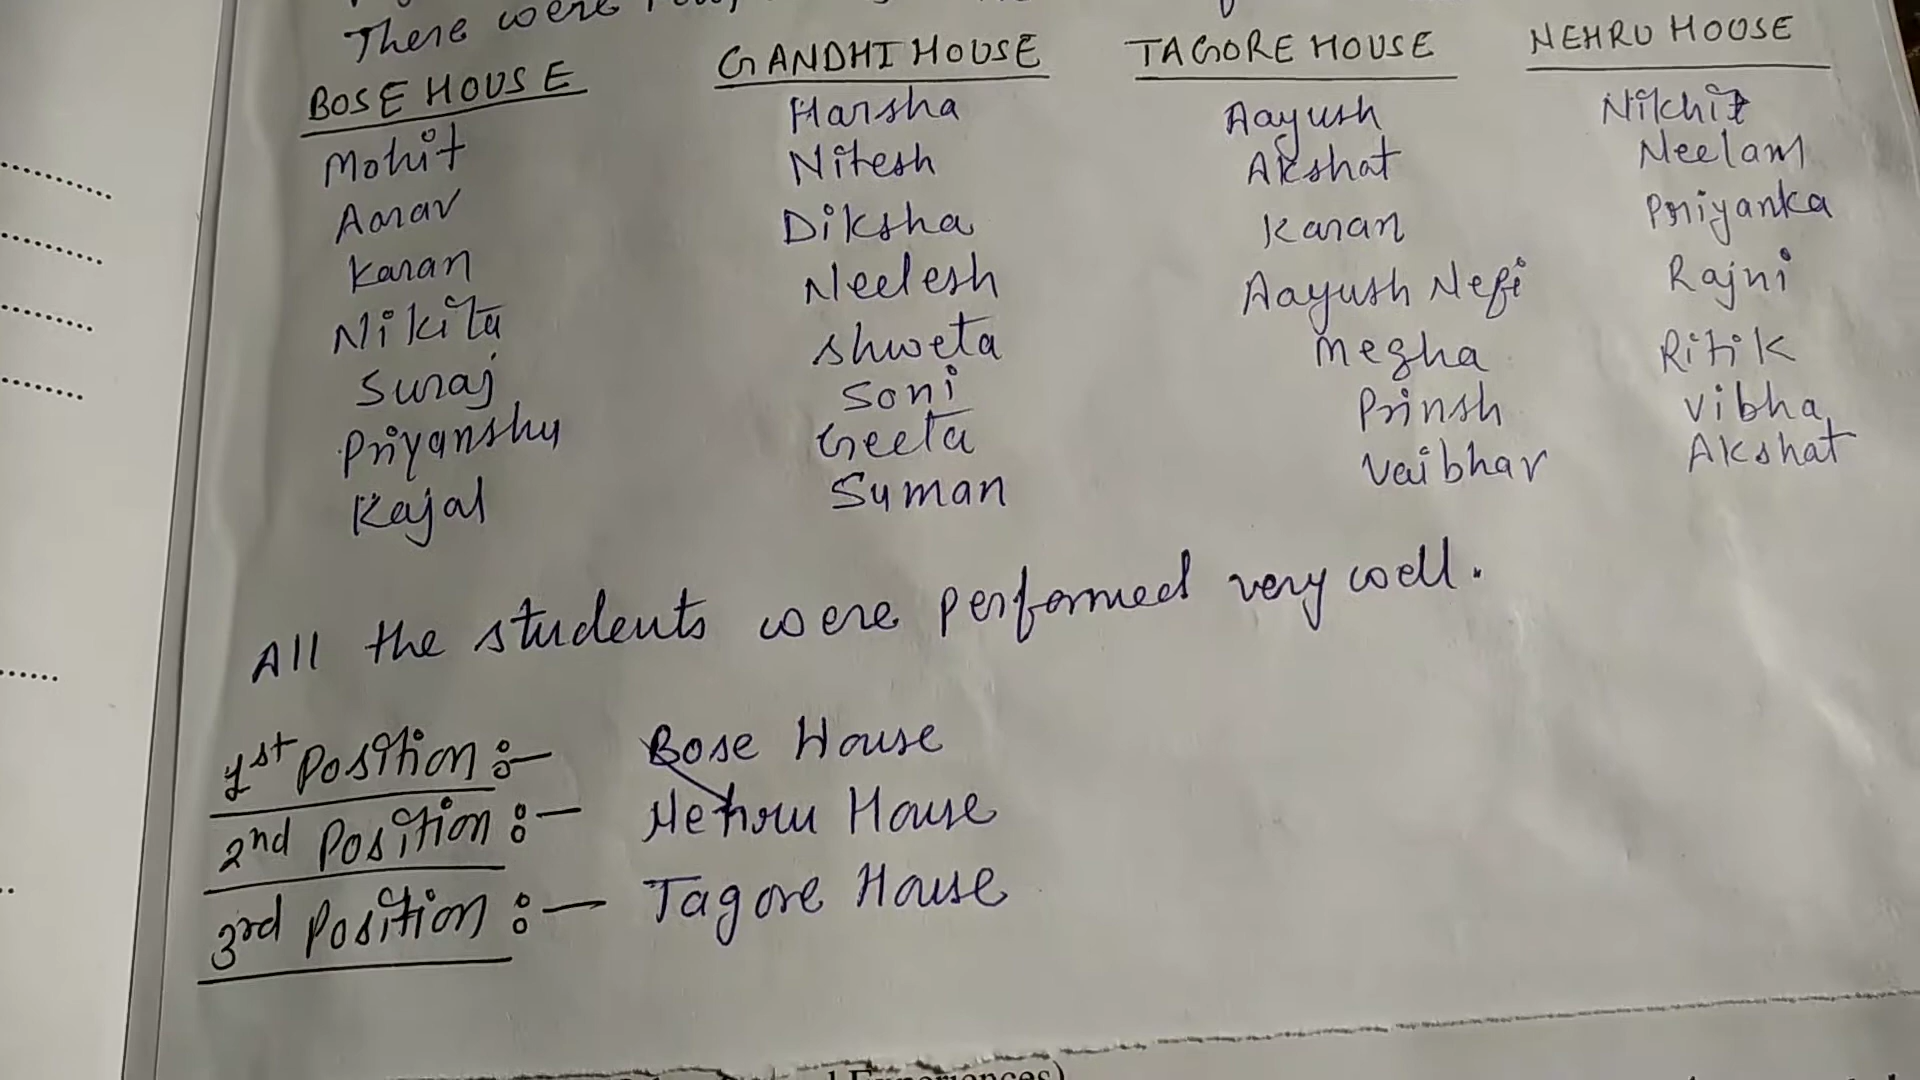 There were
BOSE HOUSE GANDHI HOUSE TAGORE HOUSE NEHRU HOUSE
Mohit Harsha Aayush Nikhit
Aarav Nitesh Akshat Neelam
Karan Diksha Karan Priyanka
Nikita Neelesh Aayush Negi Rajni
Suraj Shweta Megha Ritik
Priyanshu Soni Prinsh Vibha
Kajal Geeta Vaibhav Akshat
Suman
All the students were performed very well.
1st Position :- Bose House
2nd Position :- Nehru House
3rd Position :- Tagore House